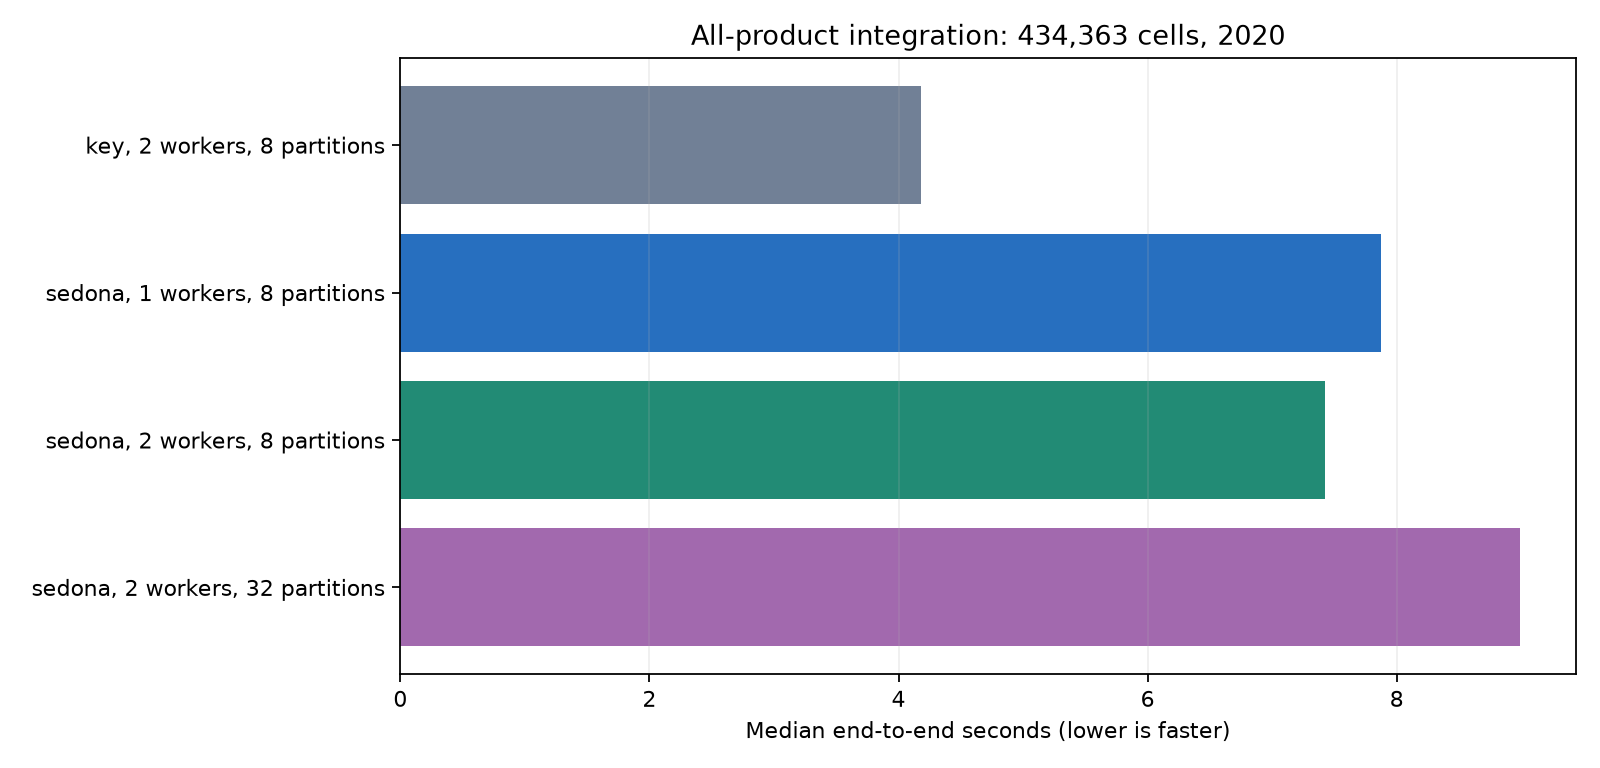 All-product integration: 434,363 cells, 2020
key, 2 workers, 8 partitions
sedona, 1 workers, 8 partitions
sedona, 2 workers, 8 partitions
sedona, 2 workers, 32 partitions
0 2 4 6 8
Median end-to-end seconds (lower is faster)